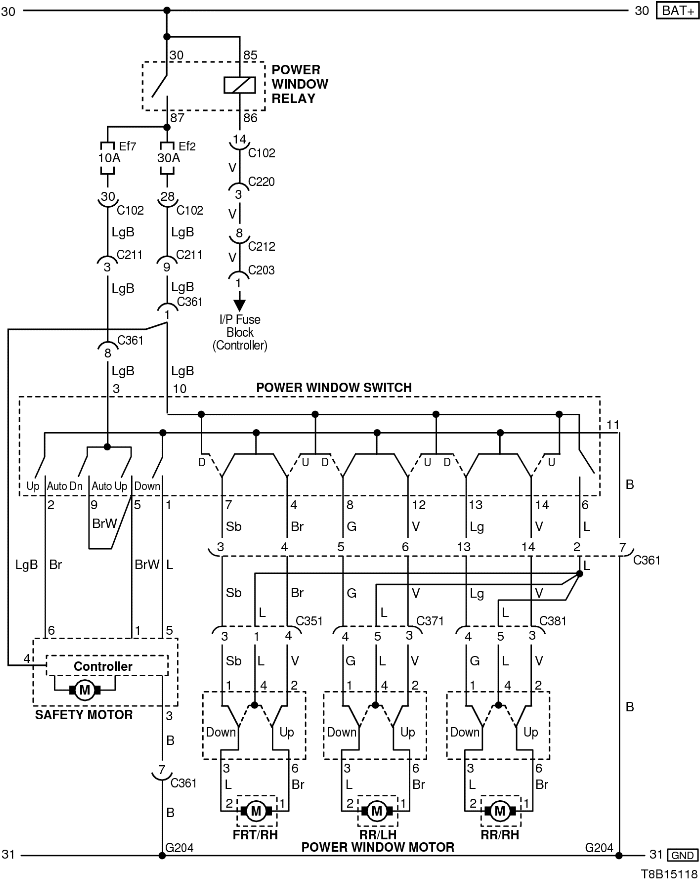 30 30 BAT+
30 85
POWER
WINDOW
RELAY
87 86
Ef7 Ef2
10A 30A
14
C102
V
30 28 C220
C102 C102 3
LgB LgB V
8
C211 C211 C212
3 9 V
C203
LgB LgB 1
C361
1
I/P Fuse
Block
(Controller)
C361
8
LgB LgB
3 10
POWER WINDOW SWITCH
11
D U D U D U
Up Auto Dn Auto Up Down
2 9 5 1 7 4 8 12 13 14 6
B
BrW Sb Br G V Lg V L
3 4 5 6 13 14 2 7
C361
LgB Br BrW L L
Sb Br G V Lg V
L L L
C351 C371 C381
6 1 5 3 1 4 4 5 3 4 5 3
4 Controller
Sb L V G L V G L V
M
1 4 2 1 4 2 1 4 2
SAFETY MOTOR
3 B
Down Up Down Up Down Up
B
7 3 6 3 6 3 6
C361
L Br L Br L Br
B
2 M 1 2 M 1 2 M 1
FRT/RH RR/LH RR/RH
POWER WINDOW MOTOR
G204 G204
31 31 GND
T8B15118